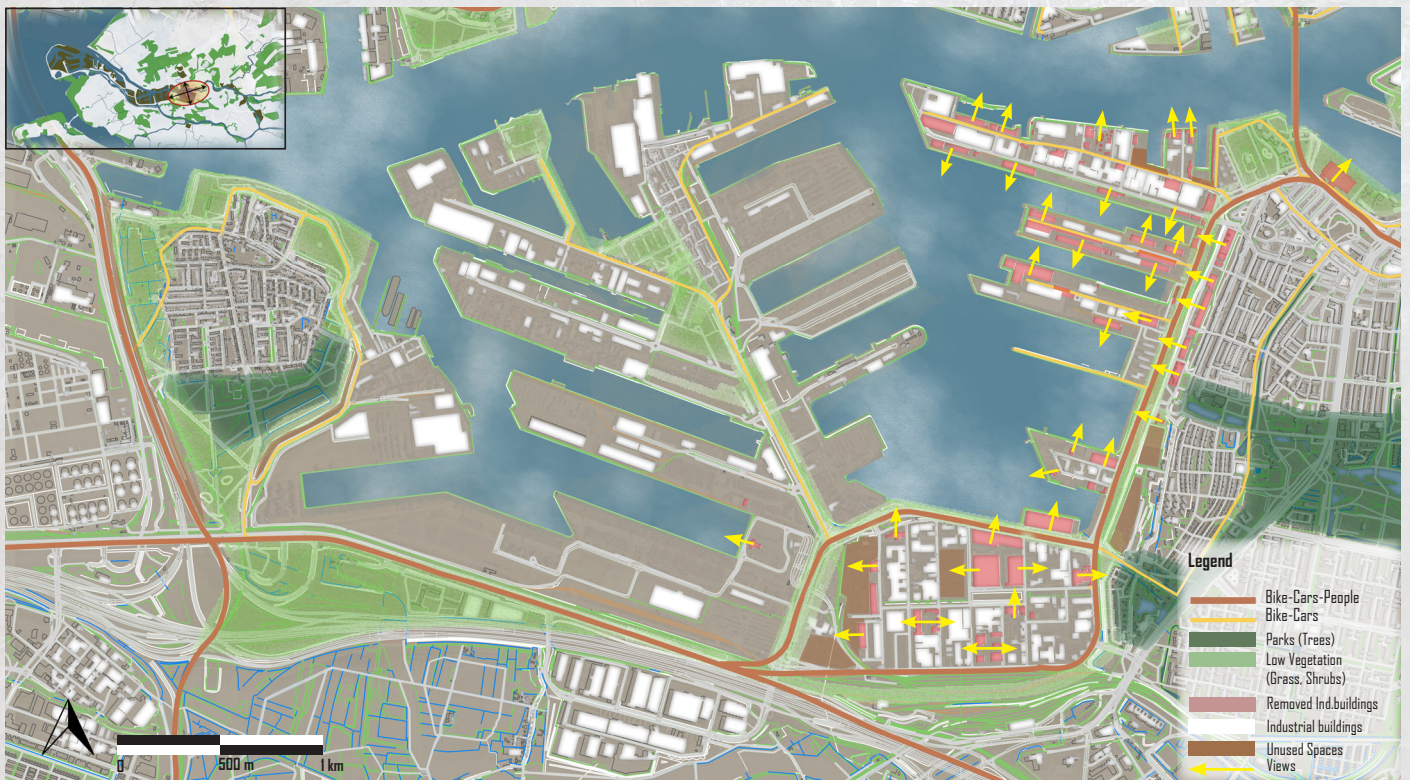 Legend
Bike-Cars-People
Bike-Cars
Parks (Trees)
Low Vegetation
(Grass, Shrubs)
Removed Ind.buildings
Industrial buildings
Unused Spaces
Views
0 500 m 1 km